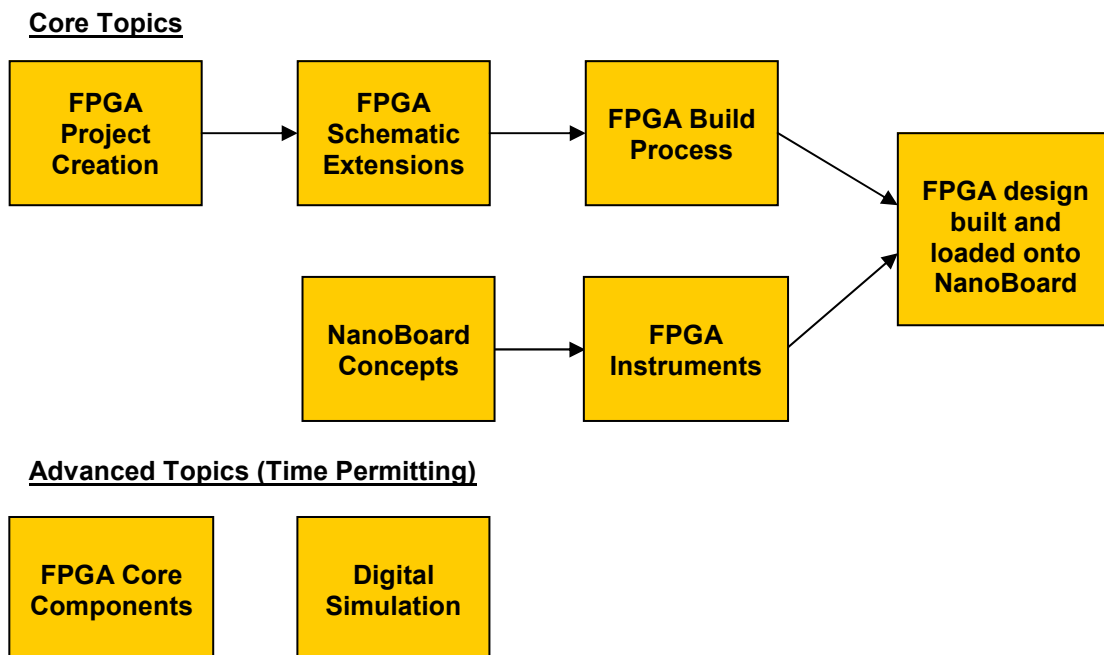 Core Topics
FPGA
Project
Creation
FPGA
Schematic
Extensions
FPGA Build
Process
FPGA design
built and
loaded onto
NanoBoard
NanoBoard
Concepts
FPGA
Instruments
Advanced Topics (Time Permitting)
FPGA Core
Components
Digital
Simulation